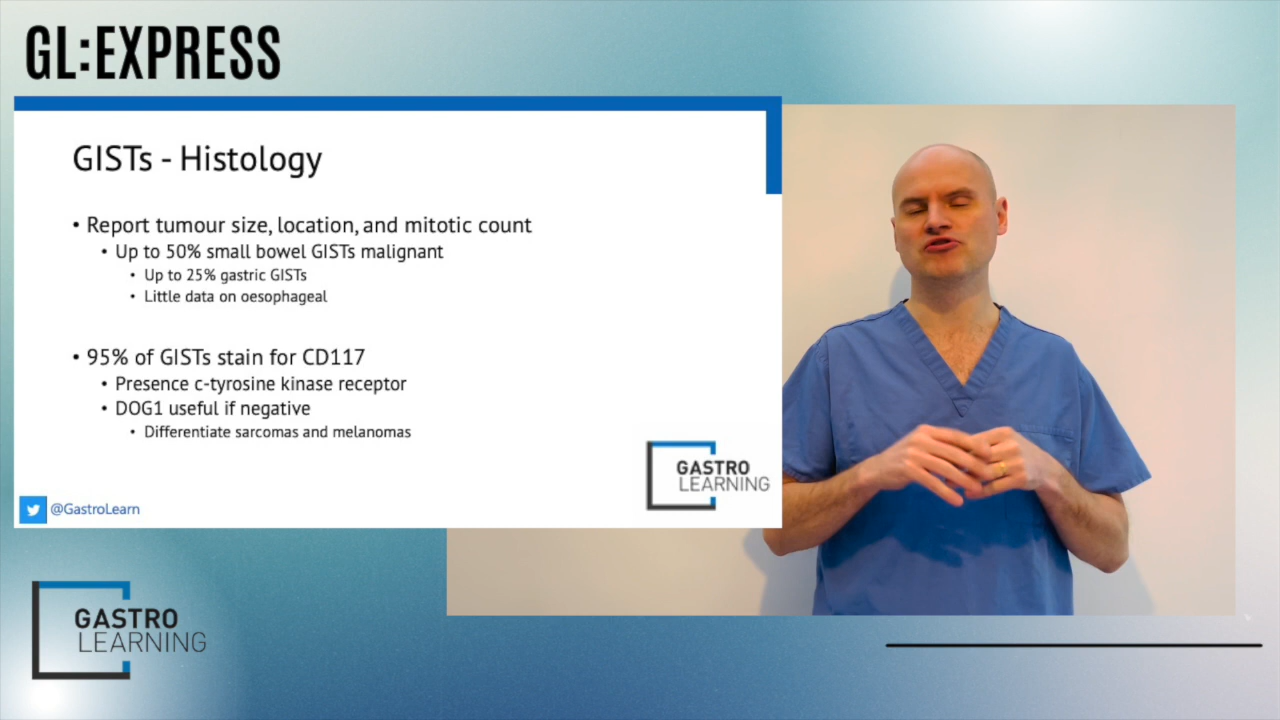 GL:EXPRESS
GISTs - Histology
• Report tumour size, location, and mitotic count
• Up to 50% small bowel GISTs malignant
• Up to 25% gastric GISTs
• Little data on oesophageal
• 95% of GISTs stain for CD117
• Presence c-tyrosine kinase receptor
• DOG1 useful if negative
• Differentiate sarcomas and melanomas
GASTRO
LEARNING
@GastroLearn
GASTRO
LEARNING